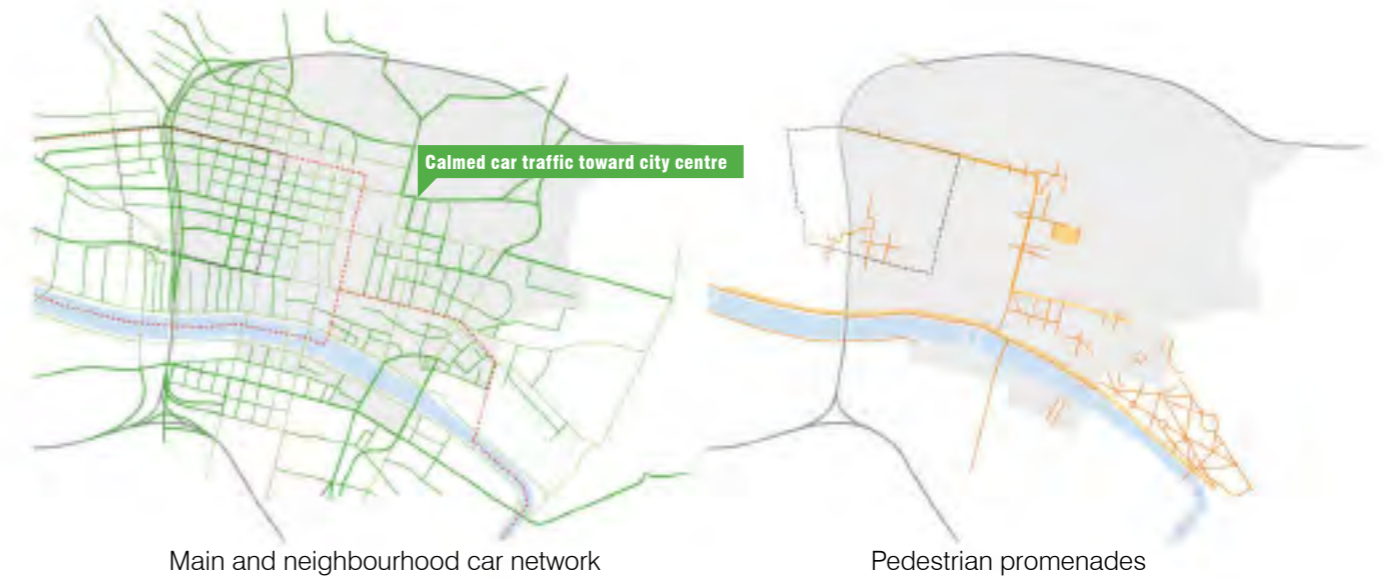 Calmed car traffic toward city centre
Main and neighbourhood car network
Pedestrian promenades